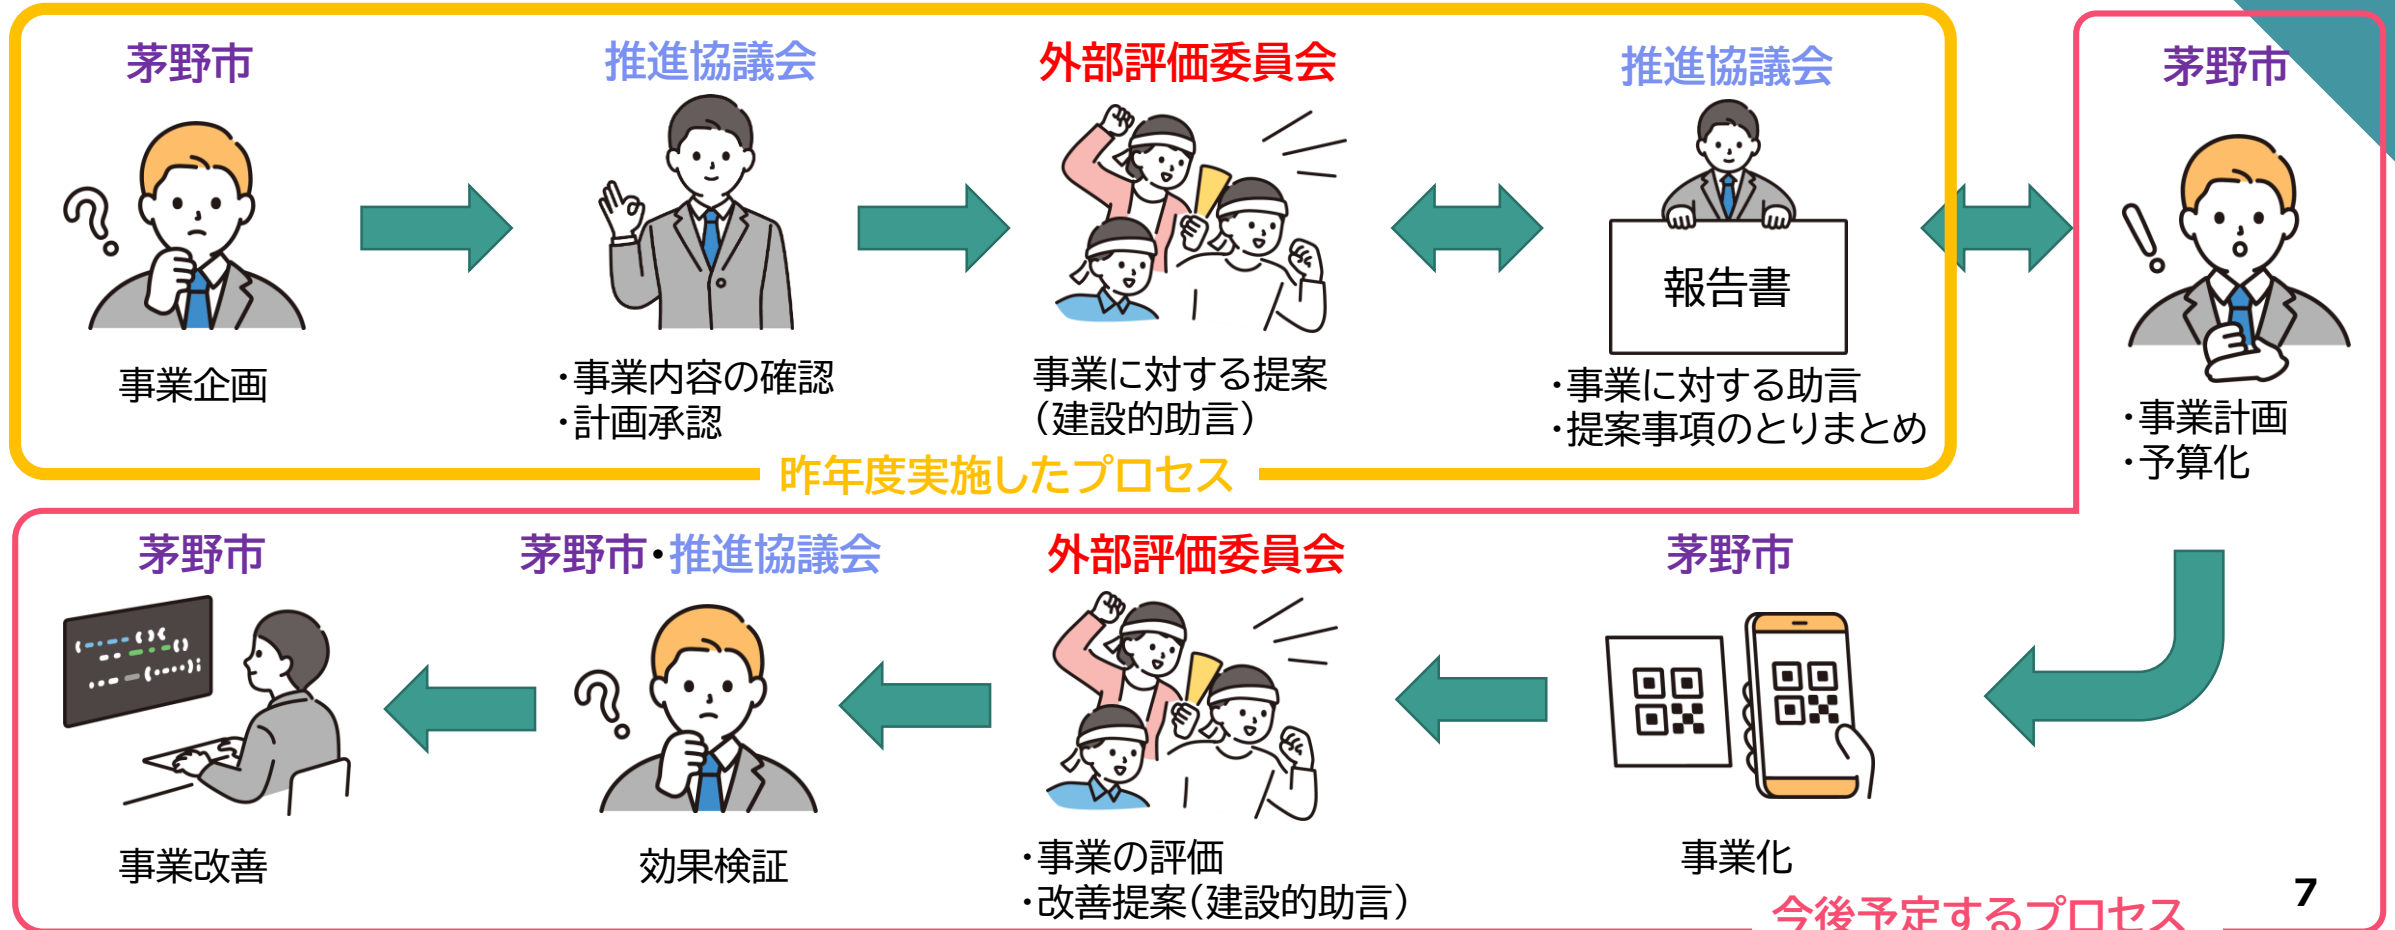 茅野市
推進協議会
外部評価委員会
推進協議会
茅野市
報告書
事業企画
・事業内容の確認
・計画承認
事業に対する提案
(建設的助言)
・事業に対する助言
・提案事項のとりまとめ
・事業計画
・予算化
昨年度実施したプロセス
茅野市
茅野市・推進協議会
外部評価委員会
茅野市
事業改善
効果検証
・事業の評価
・改善提案(建設的助言)
事業化
今後予定するプロセス
7